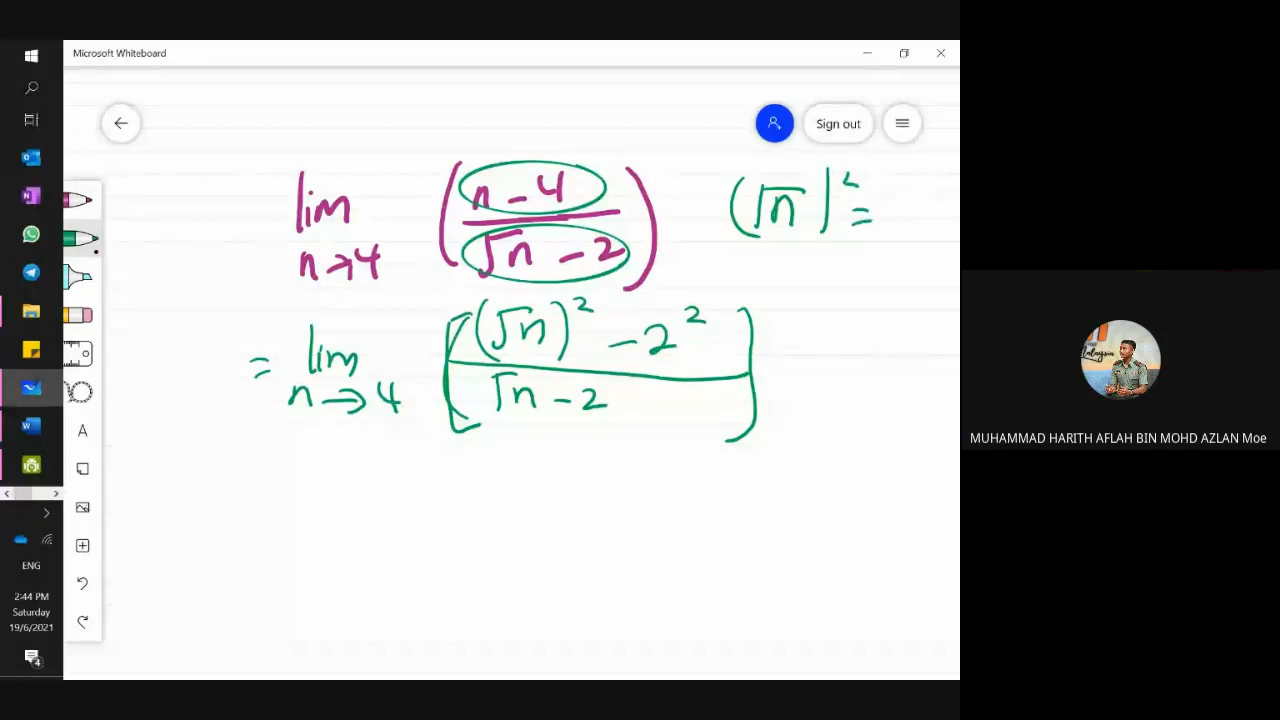 Microsoft Whiteboard
Sign out
lim n→4 (n - 4 / √n - 2)
(√n)² =
= lim n→4 [(√n)² - 2² / √n - 2]
A
ENG
2:44 PM
Saturday
19/6/2021
4
MUHAMMAD HARITH AFLAH BIN MOHD AZLAN Moe